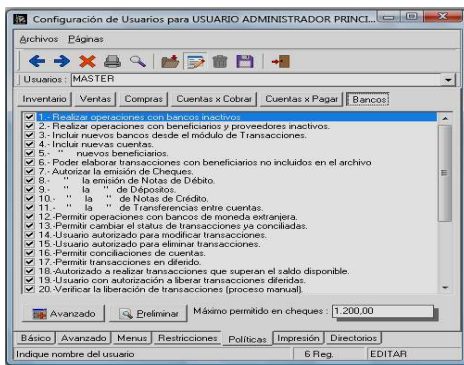 Configuración de Usuarios para USUARIO ADMINISTRADOR PRINCI...
Archivos Páginas
Usuarios : MASTER
Inventario Ventas Compras Cuentas x Cobrar Cuentas x Pagar Bancos
1.- Realizar operaciones con bancos inactivos
2.- Realizar operaciones con beneficiarios y proveedores inactivos.
3.- Incluir nuevos bancos desde el módulo de Transacciones.
4.- Incluir nuevas cuentas.
5.- " nuevos beneficiarios.
6.- Poder elaborar transacciones con beneficiarios no incluidos en el archivo
7.- Autorizar la emisión de Cheques.
8.- " la emisión de Notas de Débito.
9.- " la " de Dépositos.
10.- " la " de Notas de Crédito.
11.- " la " de Transferencias entre cuentas.
12.-Permitir operaciones con bancos de moneda extranjera.
13.-Permitir cambiar el status de transacciones ya conciliadas.
14.-Usuario autorizado para modificar transacciones.
15.-Usuario autorizado para eliminar transacciones.
16.-Permitir conciliaciones de cuentas.
17.-Permitir transacciones en diferido.
18.-Autorizado a realizar transacciones que superan el saldo disponible.
19.-Usuario con autorización a liberar transacciones diferidas.
20.-Verificar la liberación de transacciones (proceso manual).
Avanzado Preliminar Máximo permitido en cheques : 1.200,00
Básico Avanzado Menus Restricciones Políticas Impresión Directorios
Indique nombre del usuario 6 Reg. EDITAR